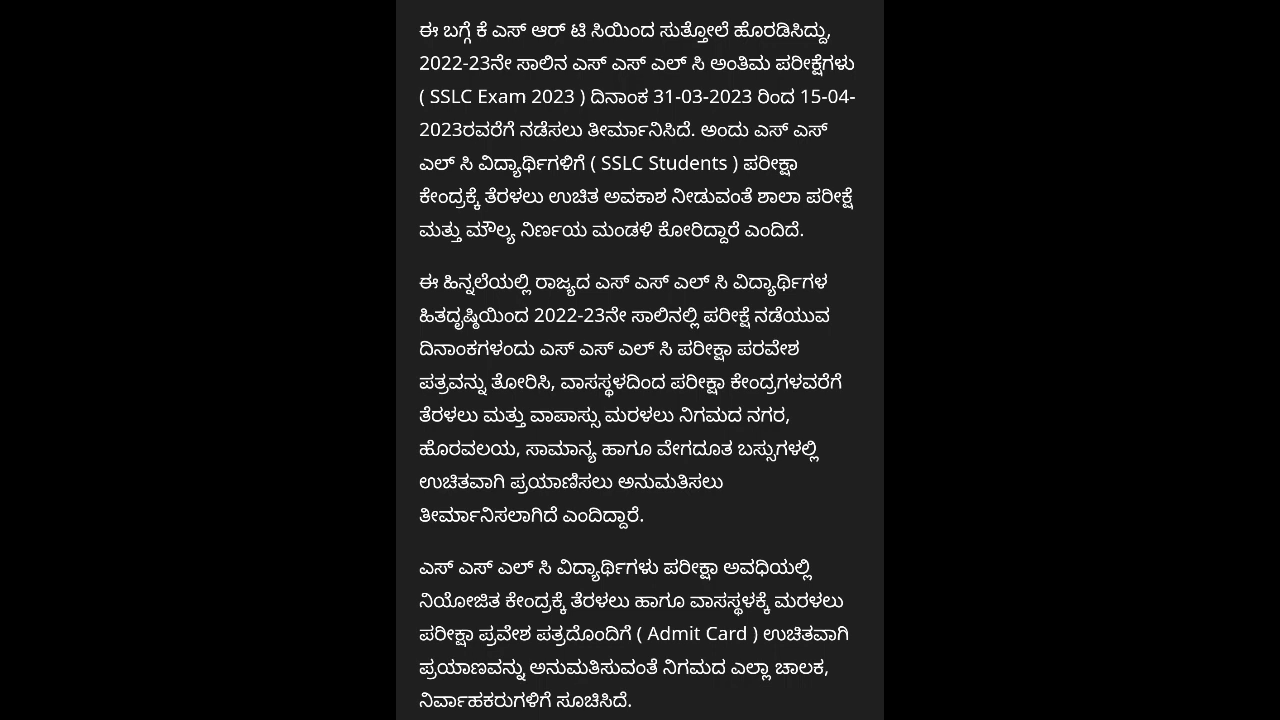 ಈ ಬಗ್ಗೆ ಕೆ ಎಸ್ ಆರ್ ಟಿ ಸಿಯಿಂದ ಸುತ್ತೋಲೆ ಹೊರಡಿಸಿದ್ದು,
2022-23ನೇ ಸಾಲಿನ ಎಸ್ ಎಸ್ ಎಲ್ ಸಿ ಅಂತಿಮ ಪರೀಕ್ಷೆಗಳು
( SSLC Exam 2023 ) ದಿನಾಂಕ 31-03-2023 ರಿಂದ 15-04-
2023ರವರೆಗೆ ನಡೆಸಲು ತೀರ್ಮಾನಿಸಿದೆ. ಅಂದು ಎಸ್ ಎಸ್
ಎಲ್ ಸಿ ವಿದ್ಯಾರ್ಥಿಗಳಿಗೆ ( SSLC Students ) ಪರೀಕ್ಷಾ
ಕೇಂದ್ರಕ್ಕೆ ತೆರಳಲು ಉಚಿತ ಅವಕಾಶ ನೀಡುವಂತೆ ಶಾಲಾ ಪರೀಕ್ಷೆ
ಮತ್ತು ಮೌಲ್ಯ ನಿರ್ಣಯ ಮಂಡಳಿ ಕೋರಿದ್ದಾರೆ ಎಂದಿದೆ.
ಈ ಹಿನ್ನಲೆಯಲ್ಲಿ ರಾಜ್ಯದ ಎಸ್ ಎಸ್ ಎಲ್ ಸಿ ವಿದ್ಯಾರ್ಥಿಗಳ
ಹಿತದೃಷ್ಠಿಯಿಂದ 2022-23ನೇ ಸಾಲಿನಲ್ಲಿ ಪರೀಕ್ಷೆ ನಡೆಯುವ
ದಿನಾಂಕಗಳಂದು ಎಸ್ ಎಸ್ ಎಲ್ ಸಿ ಪರೀಕ್ಷಾ ಪರವೇಶ
ಪತ್ರವನ್ನು ತೋರಿಸಿ, ವಾಸಸ್ಥಳದಿಂದ ಪರೀಕ್ಷಾ ಕೇಂದ್ರಗಳವರೆಗೆ
ತೆರಳಲು ಮತ್ತು ವಾಪಾಸ್ಸು ಮರಳಲು ನಿಗಮದ ನಗರ,
ಹೊರವಲಯ, ಸಾಮಾನ್ಯ ಹಾಗೂ ವೇಗದೂತ ಬಸ್ಸುಗಳಲ್ಲಿ
ಉಚಿತವಾಗಿ ಪ್ರಯಾಣಿಸಲು ಅನುಮತಿಸಲು
ತೀರ್ಮಾನಿಸಲಾಗಿದೆ ಎಂದಿದ್ದಾರೆ.
ಎಸ್ ಎಸ್ ಎಲ್ ಸಿ ವಿದ್ಯಾರ್ಥಿಗಳು ಪರೀಕ್ಷಾ ಅವಧಿಯಲ್ಲಿ
ನಿಯೋಜಿತ ಕೇಂದ್ರಕ್ಕೆ ತೆರಳಲು ಹಾಗೂ ವಾಸಸ್ಥಳಕ್ಕೆ ಮರಳಲು
ಪರೀಕ್ಷಾ ಪ್ರವೇಶ ಪತ್ರದೊಂದಿಗೆ ( Admit Card ) ಉಚಿತವಾಗಿ
ಪ್ರಯಾಣವನ್ನು ಅನುಮತಿಸುವಂತೆ ನಿಗಮದ ಎಲ್ಲಾ ಚಾಲಕ,
ನಿರ್ವಾಹಕರುಗಳಿಗೆ ಸೂಚಿಸಿದೆ.